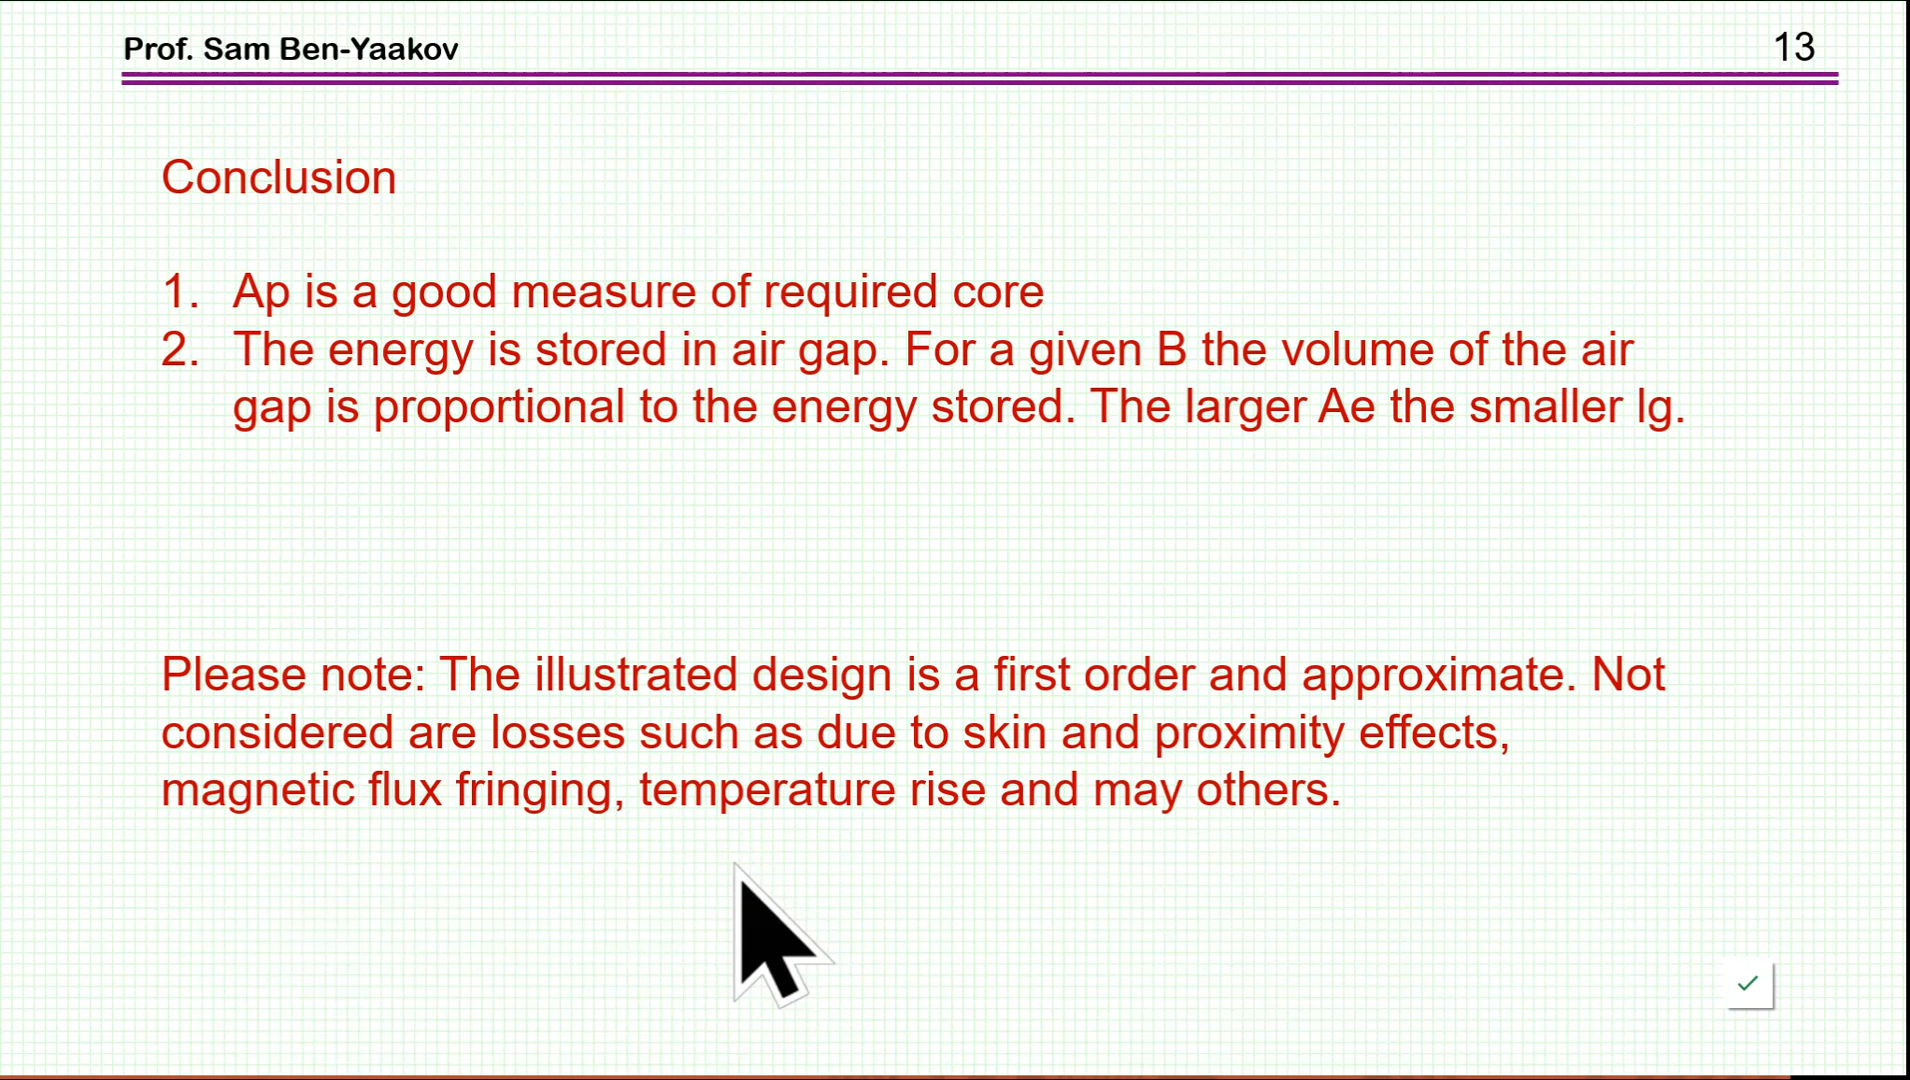 Prof. Sam Ben-Yaakov
13
Conclusion
1. Ap is a good measure of required core
2. The energy is stored in air gap. For a given B the volume of the air
gap is proportional to the energy stored. The larger Ae the smaller lg.
Please note: The illustrated design is a first order and approximate. Not
considered are losses such as due to skin and proximity effects,
magnetic flux fringing, temperature rise and may others.